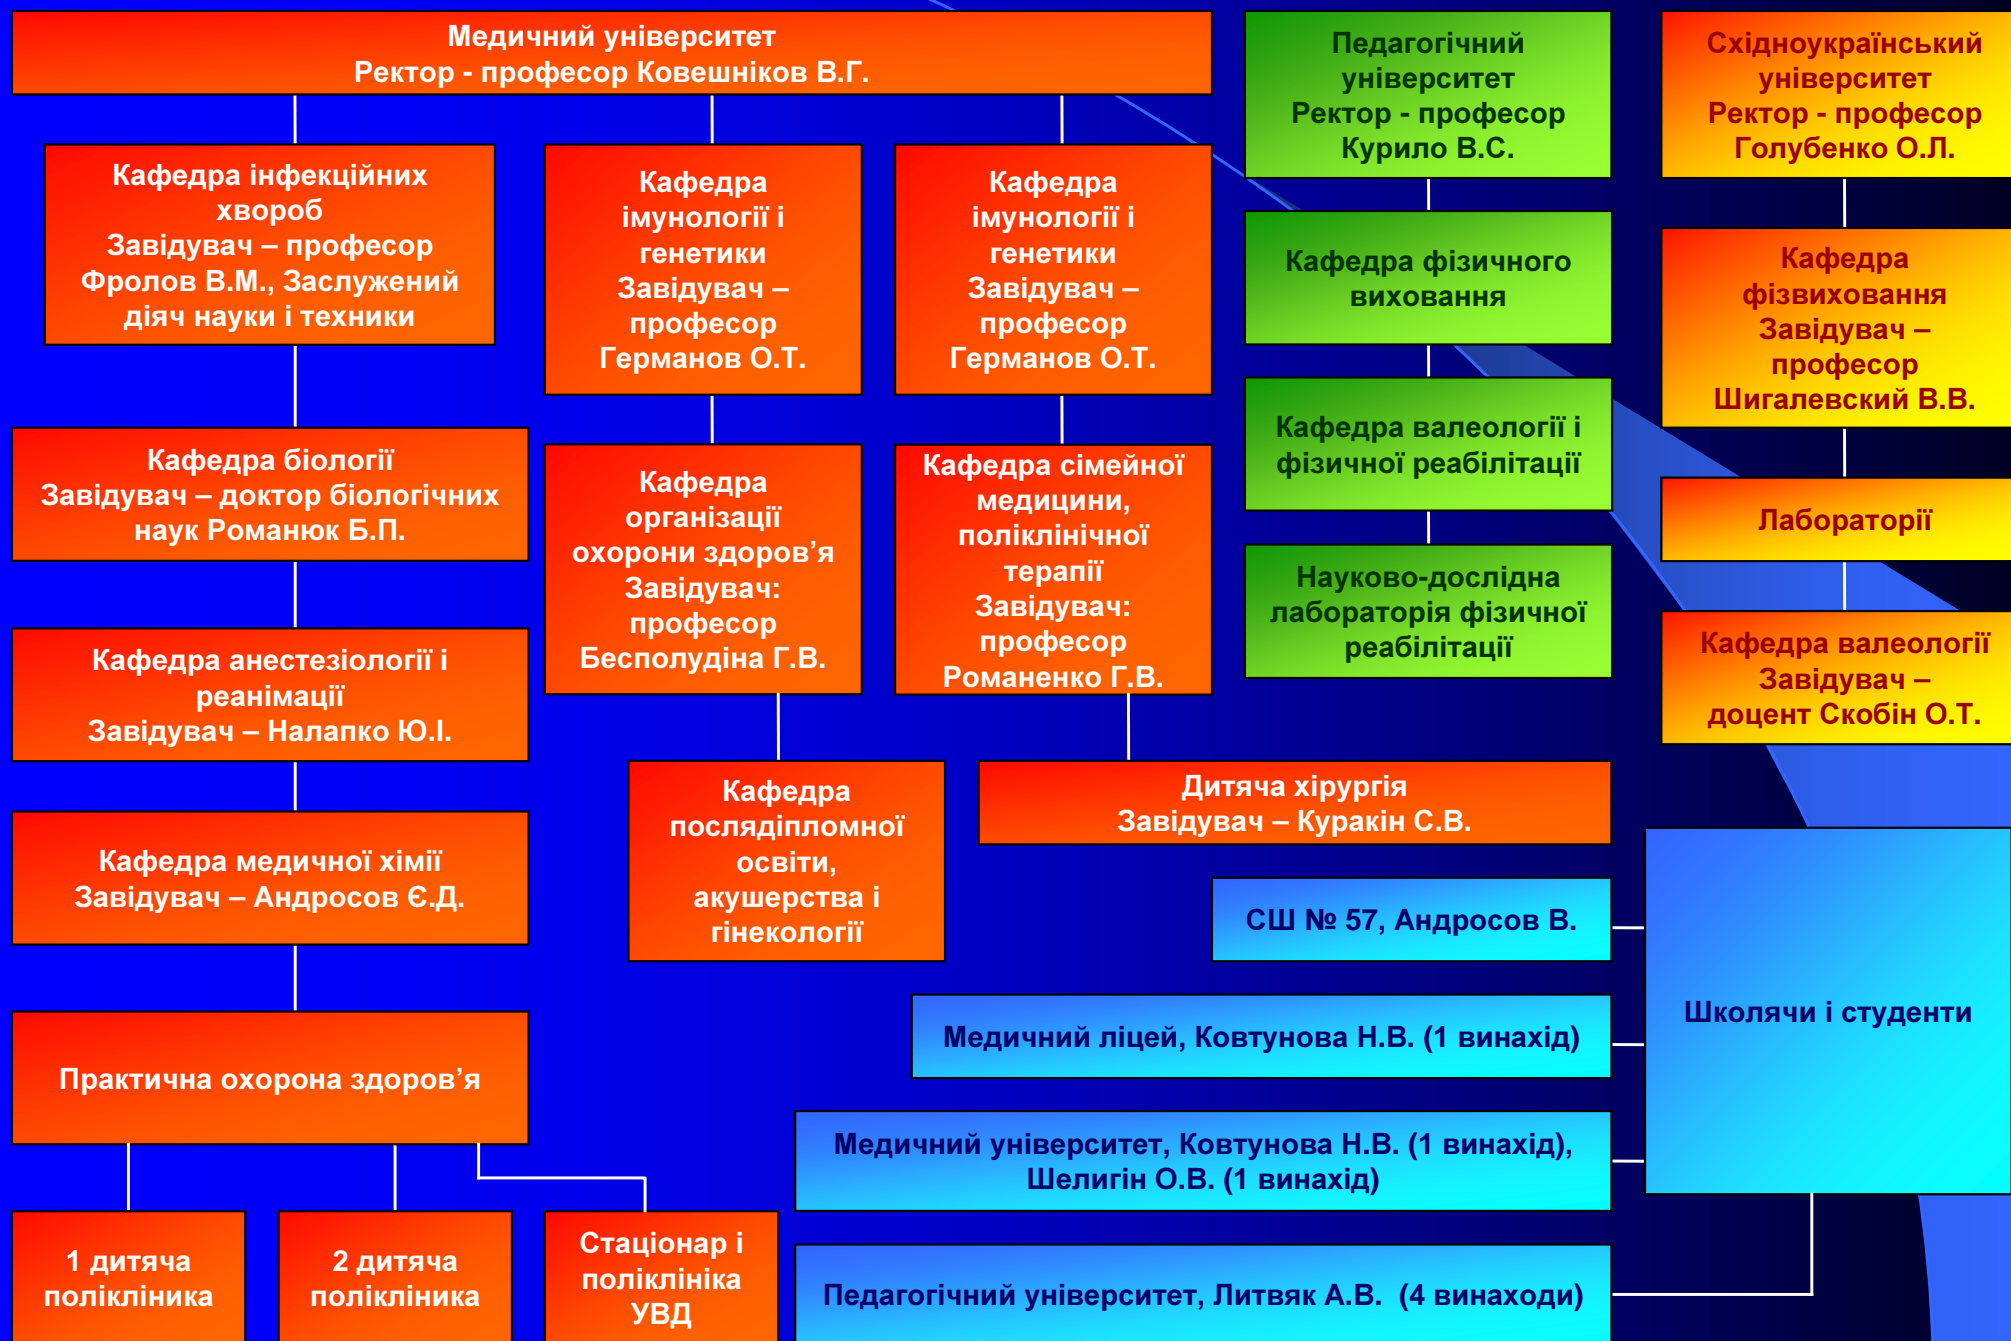 Медичний університет
Ректор - професор Ковешніков В.Г.
Кафедра інфекційних
хвороб
Завідувач – професор
Фролов В.М., Заслужений
діяч науки і техники
Кафедра біології
Завідувач – доктор біологічних
наук Романюк Б.П.
Кафедра анестезіології і
реанімації
Завідувач – Налапко Ю.І.
Кафедра медичної хімії
Завідувач – Андросов Є.Д.
Практична охорона здоров’я
1 дитяча
поликлiника
2 дитяча
поликлiника
Стаціонар і
поліклініка
УВД
Кафедра
імунології і
генетики
Завідувач –
професор
Германов О.Т.
Кафедра
організації
охорони здоров’я
Завідувач:
професор
Бесполудіна Г.В.
Кафедра
послядіпломної
освіти,
акушерства і
гінекології
Кафедра
імунології і
генетики
Завідувач –
професор
Германов О.Т.
Кафедра сімейної
медицини,
поліклінічної
терапії
Завідувач:
професор
Романенко Г.В.
Дитяча хірургія
Завідувач – Куракін С.В.
Педагогічний
університет
Ректор - професор
Курило В.С.
Кафедра фізичного
виховання
Кафедра валеології і
фізичної реабілітації
Науково-дослідна
лабораторія фізичної
реабілітації
Східноукраїнський
університет
Ректор - професор
Голубенко О.Л.
Кафедра
фізвиховання
Завідувач –
професор
Шигалевский В.В.
Лабораторії
Кафедра валеології
Завідувач –
доцент Скобін О.Т.
Школячи і студенти
СШ № 57, Андросов В.
Медичний ліцей, Ковтунова Н.В. (1 винахід)
Медичний університет, Ковтунова Н.В. (1 винахід),
Шелигін О.В. (1 винахід)
Педагогічний університет, Литвяк А.В. (4 винаходи)